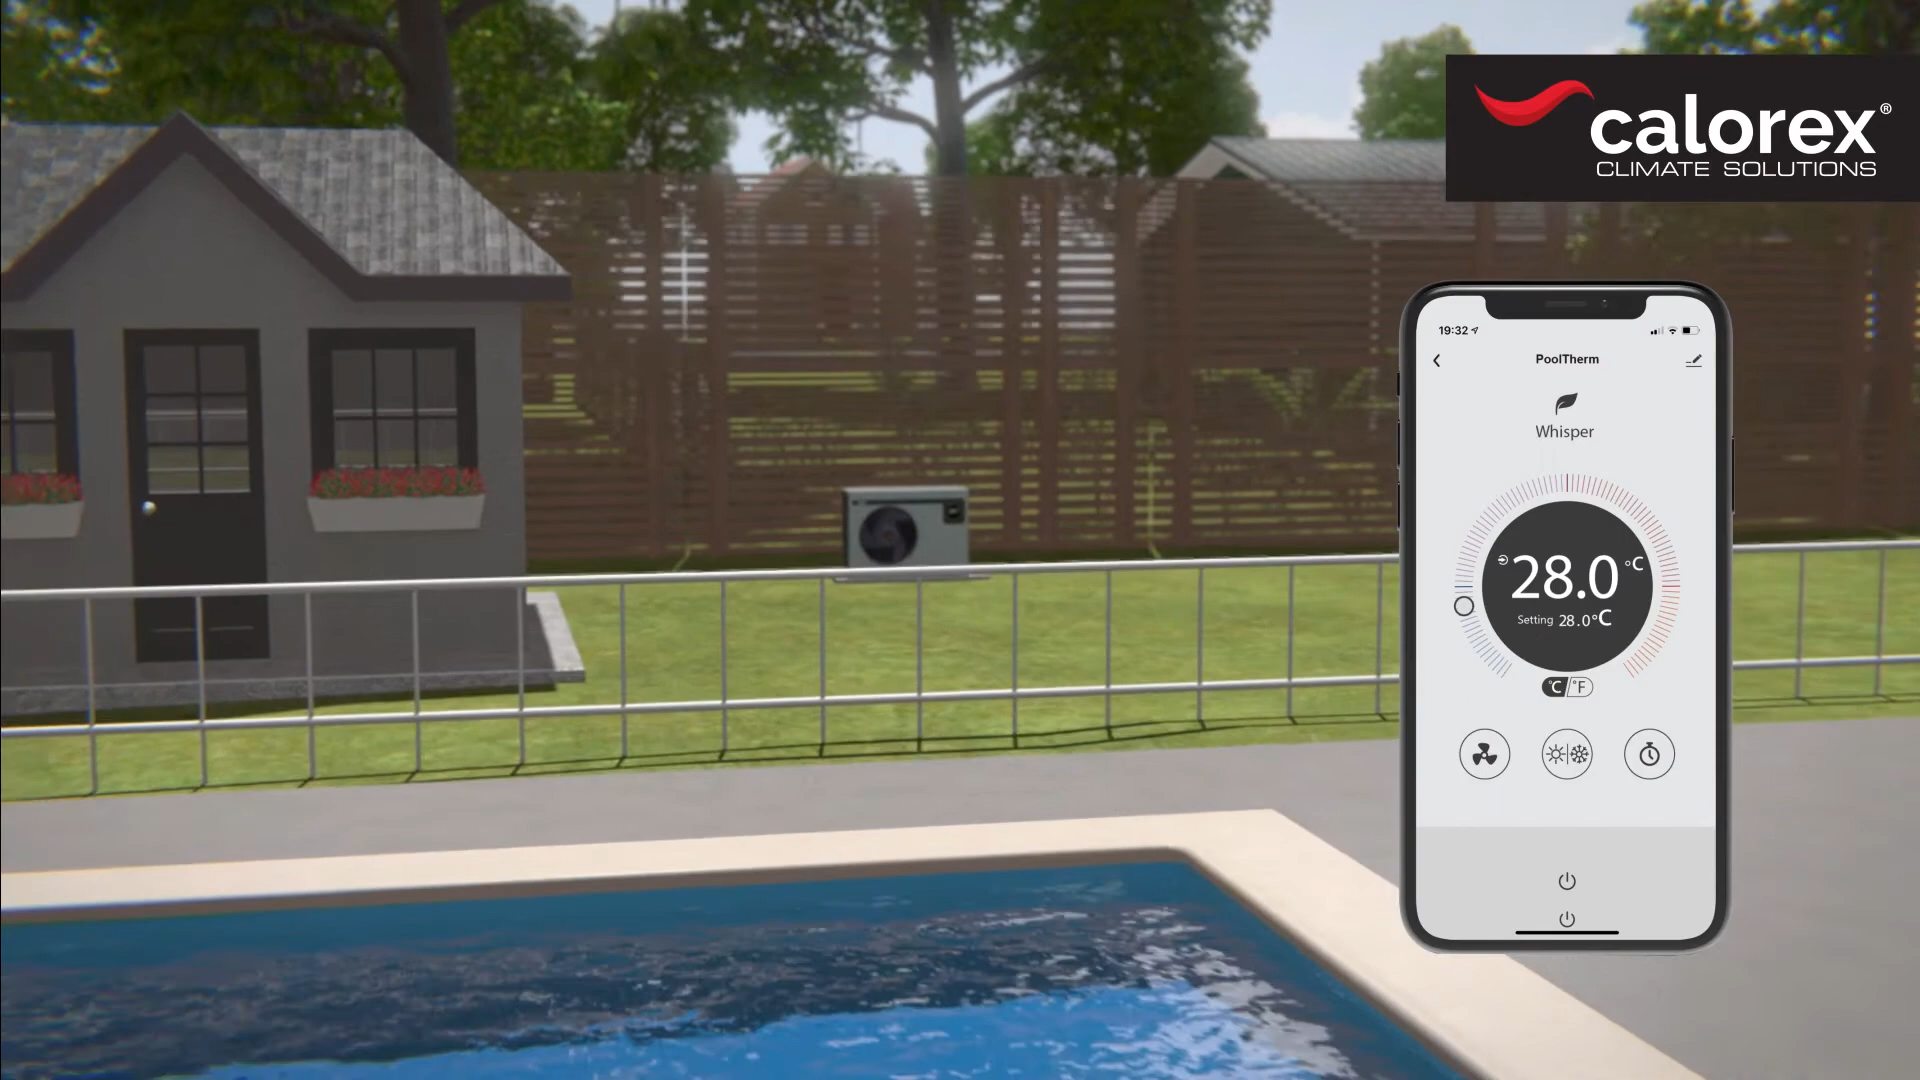 calorex®
CLIMATE SOLUTIONS
19:32
PoolTherm
Whisper
28.0 °C
Setting 28.0°C
°C/°F